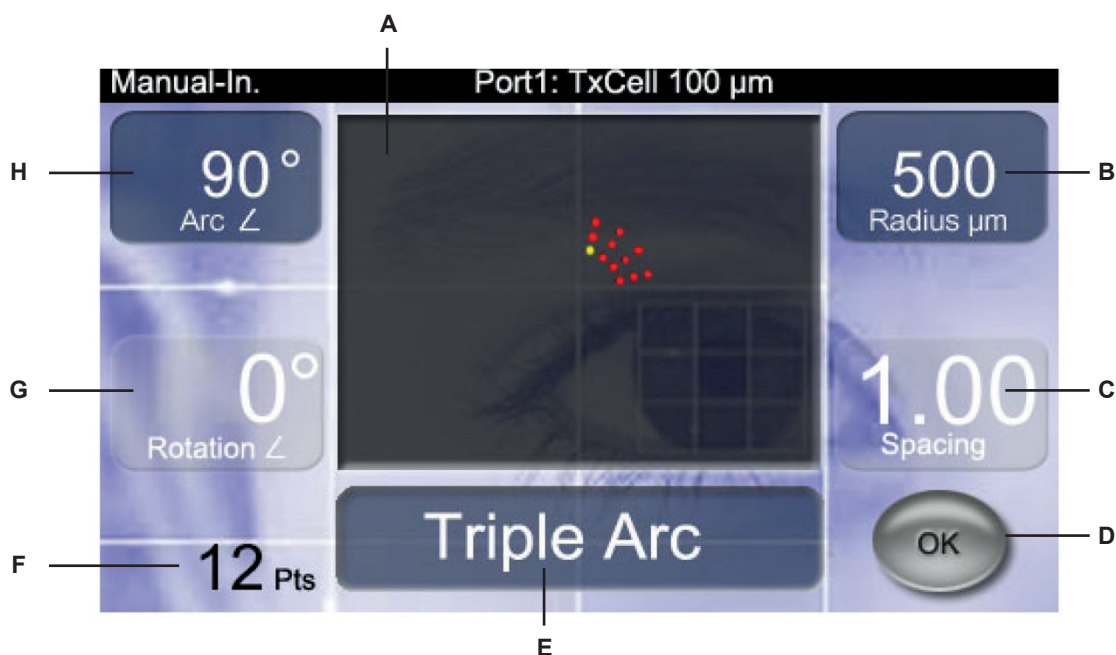 A
Manual-In. Port1: TxCell 100 µm
H 90° 500 B
Arc ∠ Radius µm
G 0° 1.00 C
Rotation ∠ Spacing
Triple Arc OK D
F 12 Pts
E